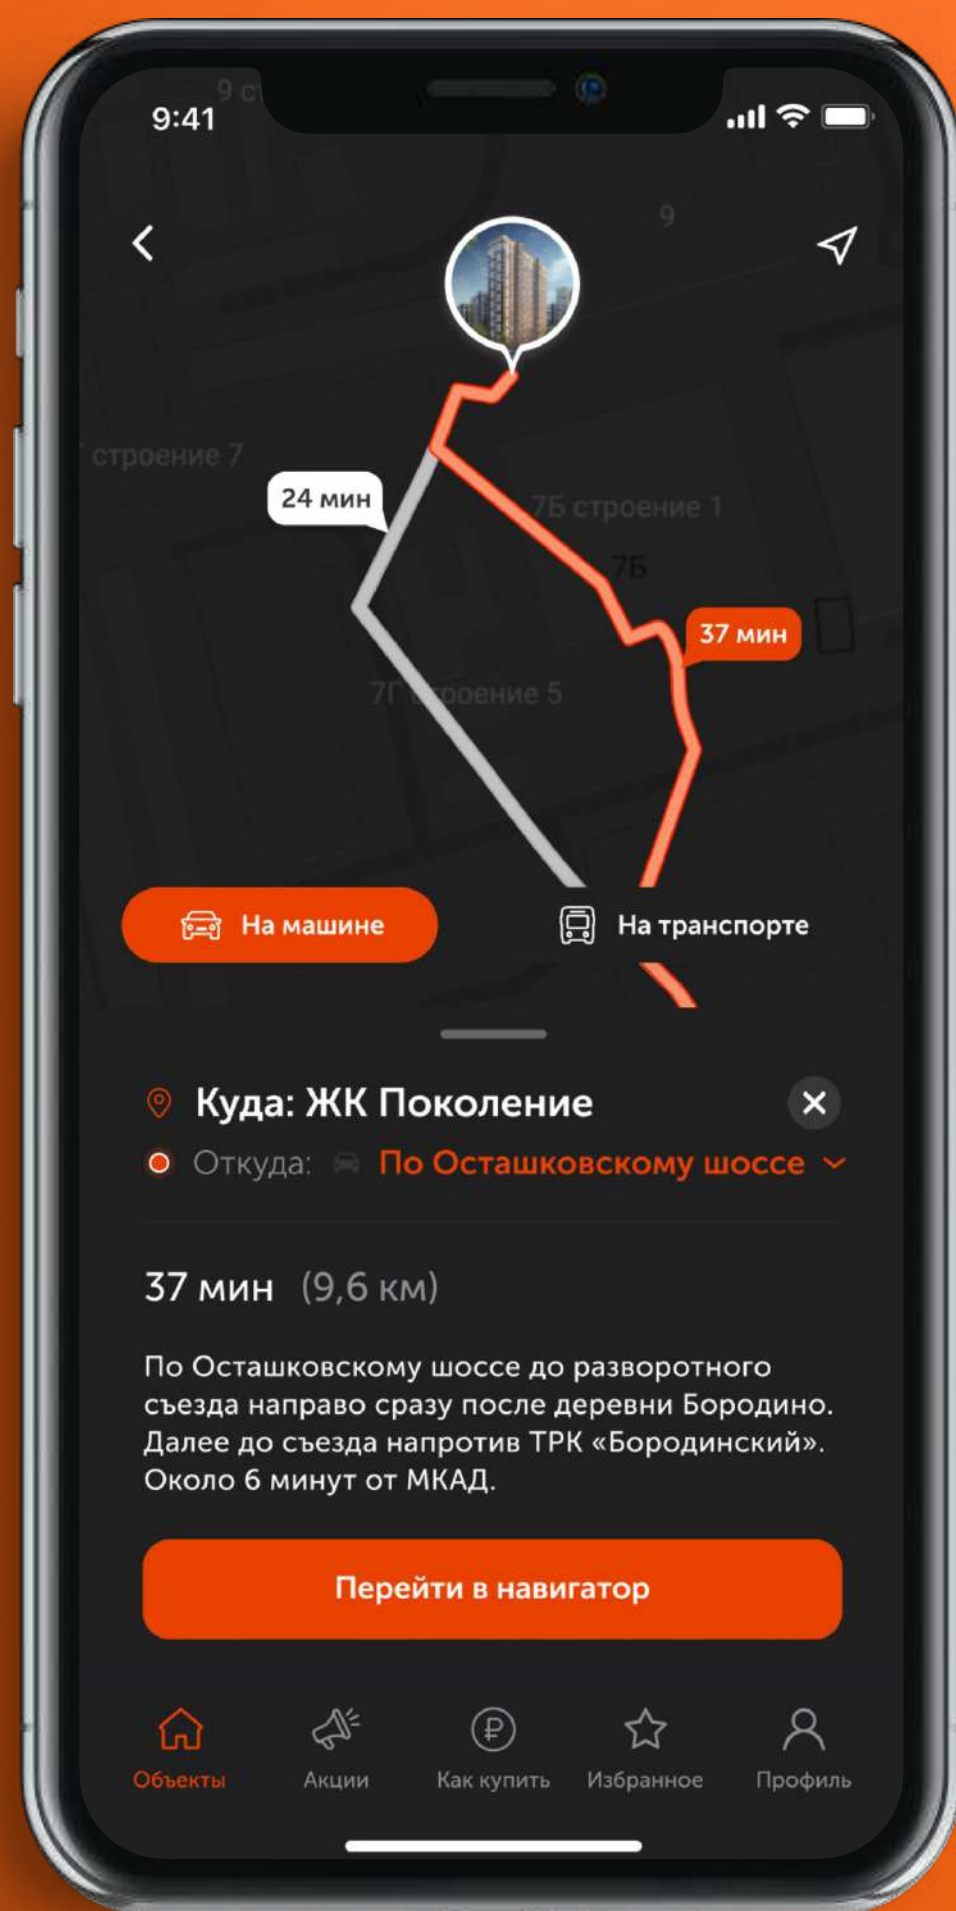 9:41
9
строение 7
24 мин
7Б строение 1
7Б
37 мин
7Г строение 5
На машине
На транспорте
Куда: ЖК Поколение
Откуда: По Осташковскому шоссе
37 мин (9,6 км)
По Осташковскому шоссе до разворотного
съезда направо сразу после деревни Бородино.
Далее до съезда напротив ТРК «Бородинский».
Около 6 минут от МКАД.
Перейти в навигатор
Объекты
Акции
Как купить
Избранное
Профиль